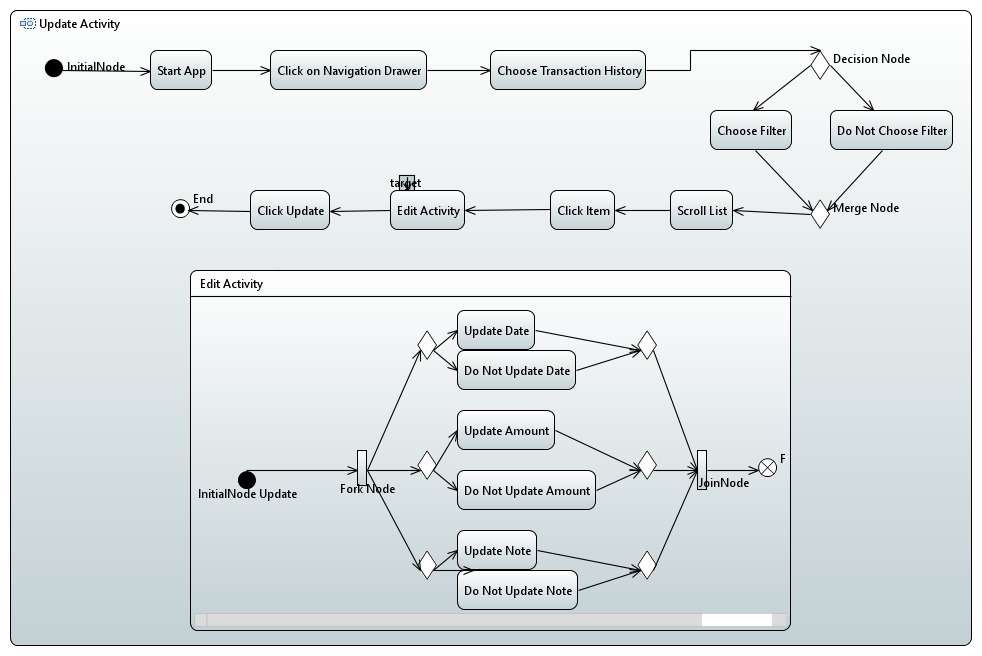 Update Activity
InitialNode
Start App
Click on Navigation Drawer
Choose Transaction History
Decision Node
Choose Filter
Do Not Choose Filter
Merge Node
Scroll List
Click Item
target
Edit Activity
Click Update
End
Edit Activity
InitialNode Update
Fork Node
Update Date
Do Not Update Date
Update Amount
Do Not Update Amount
Update Note
Do Not Update Note
JoinNode
F